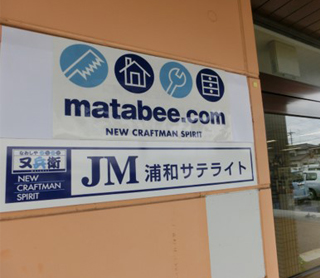 matabee.com
NEW CRAFTMAN SPIRIT
又兵衛
NEW
CRAFTMAN
SPIRIT
JM 浦和サテライト